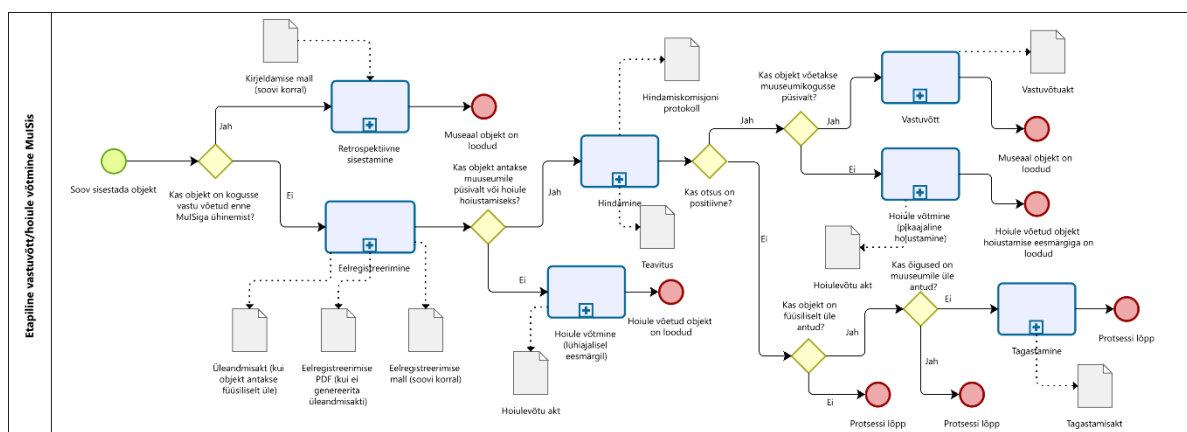 Etapiline vastuvõtt/hoiule võtmine MuISis
Soov sisestada objekt
Kas objekt on kogusse
vastu võetud enne
MuISiga ühinemist?
Jah
Ei
Kirjeldamise mall
(soovi korral)
Retrospektiivne
sisestamine
Museaal objekt on
loodud
Eelregistreerimine
Üleandmisakt (kui
objekt antakse
füüsiliselt üle)
Eelregistreerimise
PDF (kui ei
genereerita
üleandmisakti)
Eelregistreerimise
mall (soovi korral)
Kas objekt antakse
muuseumile
püsivalt või hoiule
hoiustamiseks?
Jah
Ei
Hoiule võtmine
(lühiajalisel
eesmärgil)
Hoiulevõtu akt
Hoiule võetud objekt
on loodud
Hindamine
Hindamiskomisjoni
protokoll
Teavitus
Kas otsus on
positiivne?
Jah
Ei
Kas objekt võetakse
muuseumikogusse
püsivalt?
Jah
Ei
Vastuvõtt
Vastuvõtuakt
Museaal objekt on
loodud
Hoiule võtmine
(pikaajaline
hoiustamine)
Hoiulevõtu akt
Hoiule võetud objekt
hoiustamise eesmärgiga on
loodud
Kas objekt on
füüsiliselt üle
antud?
Jah
Ei
Protsessi lõpp
Kas õigused on
muuseumile üle
antud?
Ei
Jah
Protsessi lõpp
Tagastamine
Tagastamisakt
Protsessi lõpp